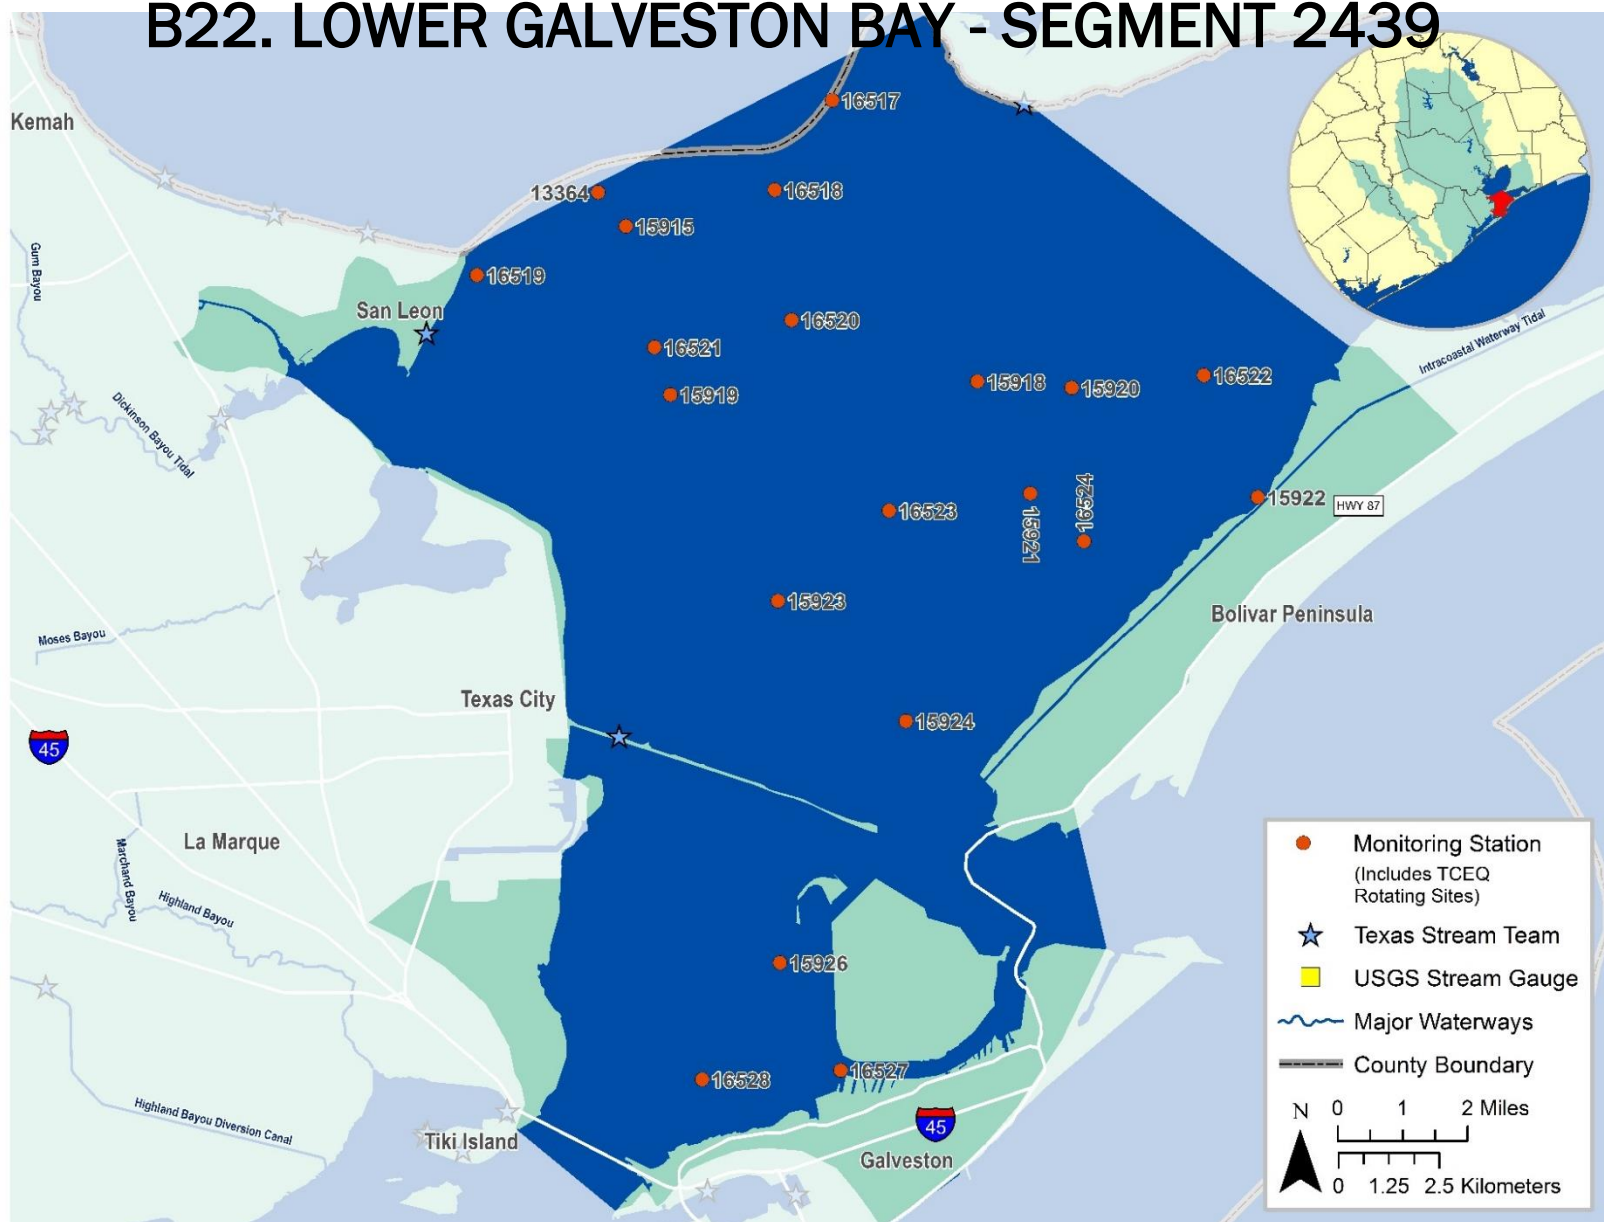 B22. LOWER GALVESTON BAY - SEGMENT 2439
Kemah
16517
13364
16518
15915
16519
Gum Bayou
San Leon
16520
16521
Intracoastal Waterway Tidal
15918
15920
16522
15919
Dickinson Bayou Tidal
16524
15922
HWY 87
16523
15921
15923
Bolivar Peninsula
Moses Bayou
Texas City
15924
45
La Marque
Marchand Bayou
Highland Bayou
15926
16528
16527
Highland Bayou Diversion Canal
Tiki Island
45
Galveston
Monitoring Station
(Includes TCEQ
Rotating Sites)
Texas Stream Team
USGS Stream Gauge
Major Waterways
County Boundary
N
0 1 2 Miles
0 1.25 2.5 Kilometers